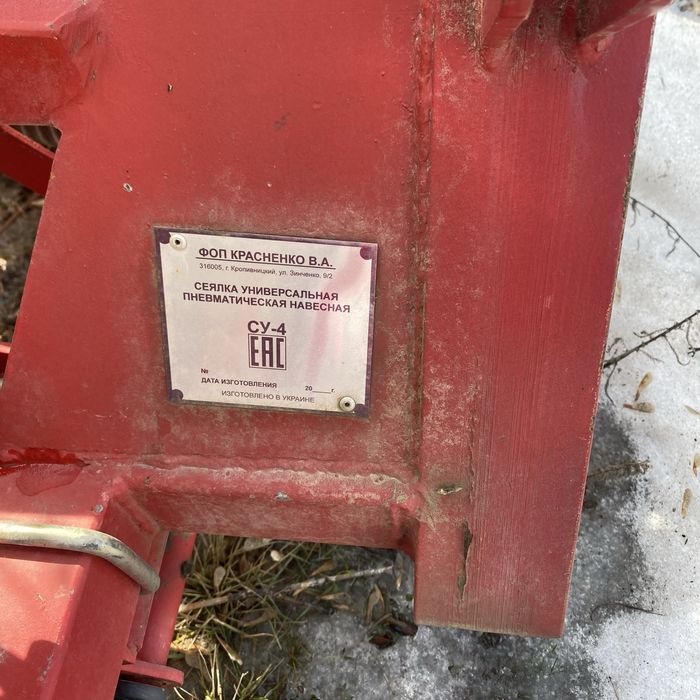 ФОП КРАСНЕНКО В.А.
316005, г. Кропивницкий, ул. Зинченко, 9/2
СЕЯЛКА УНИВЕРСАЛЬНАЯ
ПНЕВМАТИЧЕСКАЯ НАВЕСНАЯ
СУ-4
EAC
№
ДАТА ИЗГОТОВЛЕНИЯ 20____г.
ИЗГОТОВЛЕНО В УКРАИНЕ